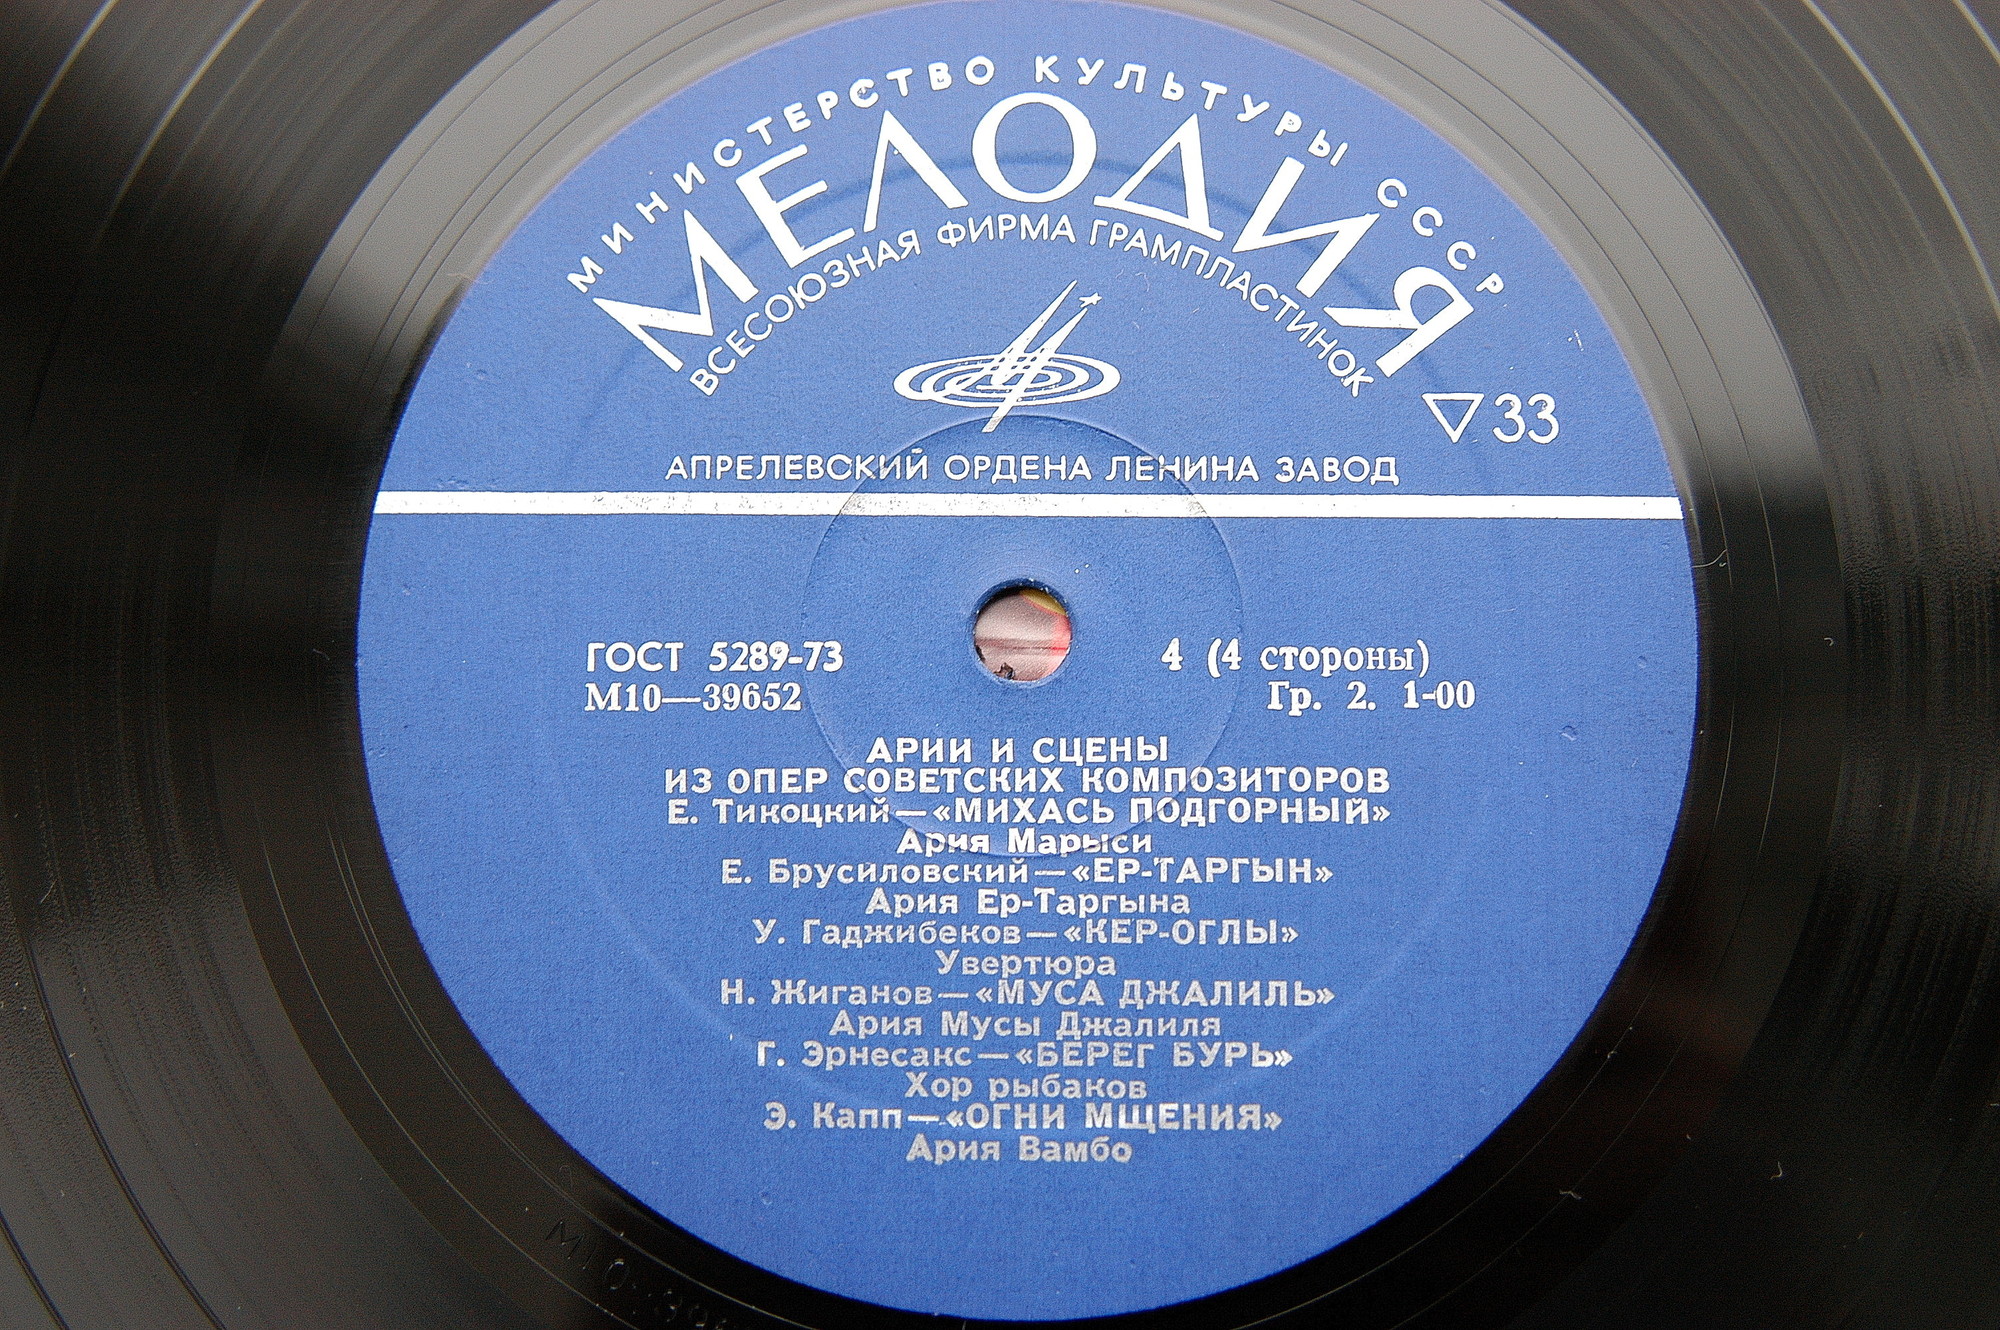 МИНИСТЕРСТВО КУЛЬТУРЫ СССР
МЕЛОДИЯ
ВСЕСОЮЗНАЯ ФИРМА ГРАМПЛАСТИНОК
33
АПРЕЛЕВСКИЙ ОРДЕНА ЛЕНИНА ЗАВОД
ГОСТ 5289-73
4 (4 стороны)
М10—39652
Гр. 2. 1-00
АРИИ И СЦЕНЫ
ИЗ ОПЕР СОВЕТСКИХ КОМПОЗИТОРОВ
Е. Тикоцкий—«МИХАСЬ ПОДГОРНЫЙ»
Ария Марыси
Е. Брусиловский—«ЕР-ТАРГЫН»
Ария Ер-Таргына
У. Гаджибеков—«КЕР-ОГЛЫ»
Увертюра
Н. Жиганов—«МУСА ДЖАЛИЛЬ»
Ария Мусы Джалиля
Г. Эрнесакс—«БЕРЕГ БУРЬ»
Хор рыбаков
Э. Капп—«ОГНИ МЩЕНИЯ»
Ария Вамбо